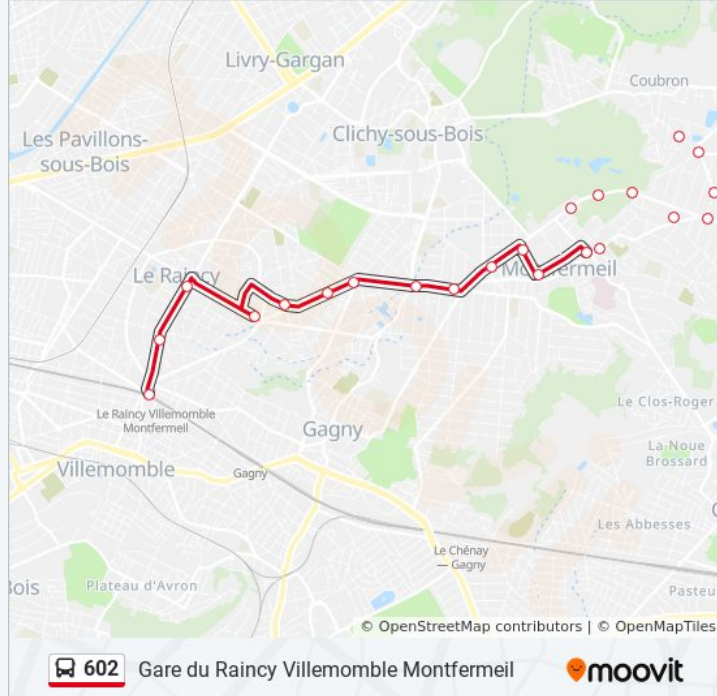 Livry-Gargan
Coubron
Les Pavillons-
sous-Bois
Clichy-sous-Bois
Le Raincy
Montfermeil
Le Raincy Villemomble
Montfermeil
Le Clos-Roger
Gagny
La Noue
Brossard
Villemomble
Gagny
Les Abbesses
Le Chénay
— Gagny
Bois
Plateau d'Avron
Pasteu
© OpenStreetMap contributors | © OpenMapTiles
602 Gare du Raincy Villemomble Montfermeil
moovit